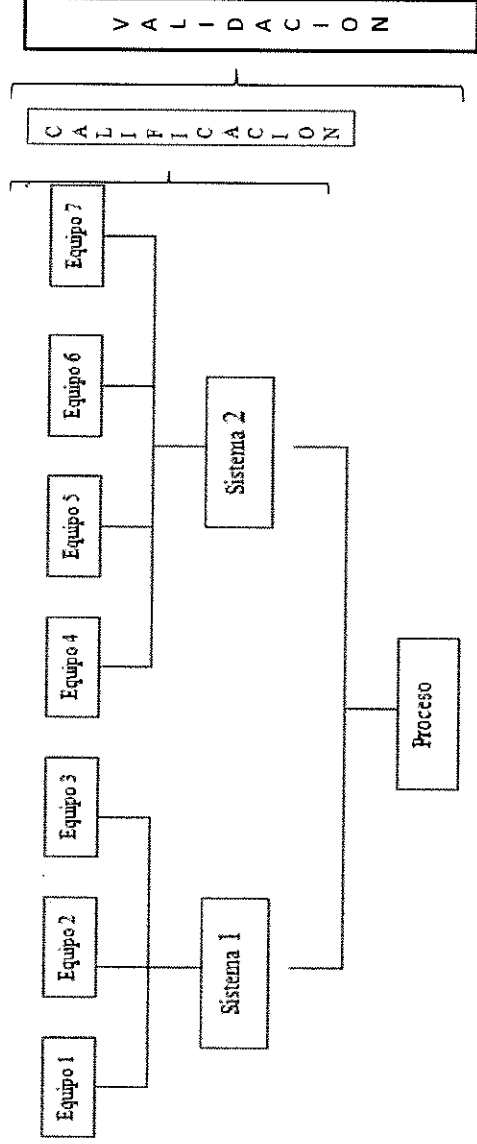 Equipo 1
Equipo 2
Equipo 3
Equipo 4
Equipo 5
Equipo 6
Equipo 7
Sistema 1
Sistema 2
Proceso
CALIFICACION
VALIDACION